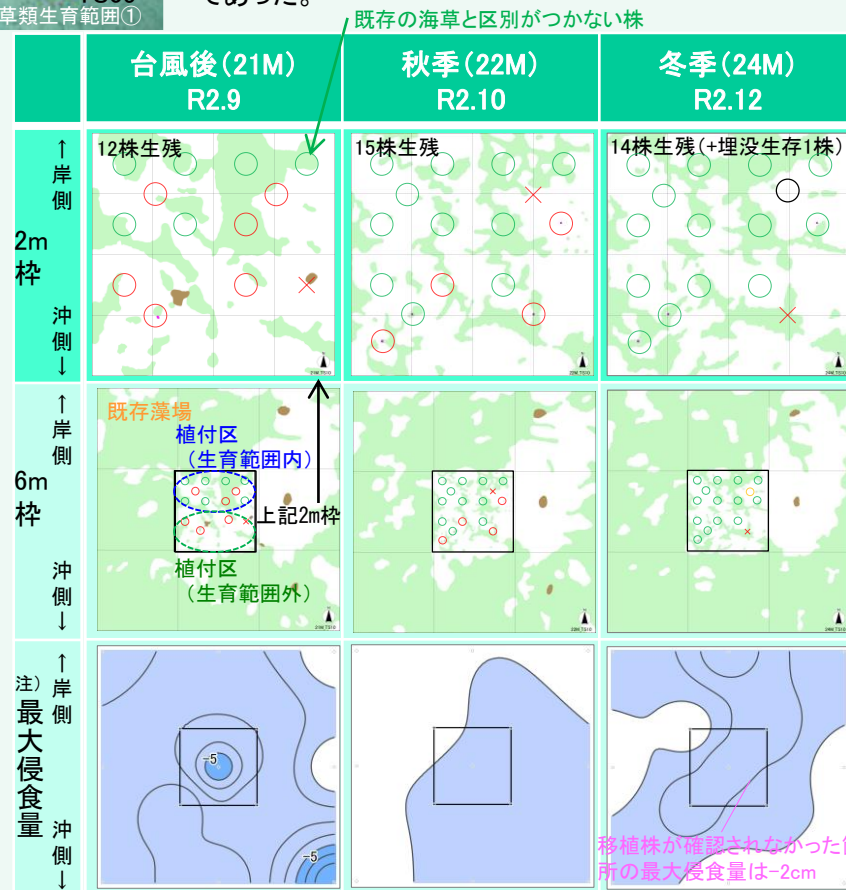 であった。
草類生育範囲①
既存の海草と区別がつかない株
台風後(21M)
R2.9
秋季(22M)
R2.10
冬季(24M)
R2.12
↑
岸
側
2m
枠
沖
側
↓
12株生残
15株生残
14株生残(+埋没生存1株)
↑
岸
側
6m
枠
沖
側
↓
既存藻場
植付区
(生育範囲内)
上記2m枠
植付区
(生育範囲外)
注)
↑
岸
側
最大侵食量
沖
側
↓
-5
-5
移植株が確認されなかった
所の最大侵食量は-2cm